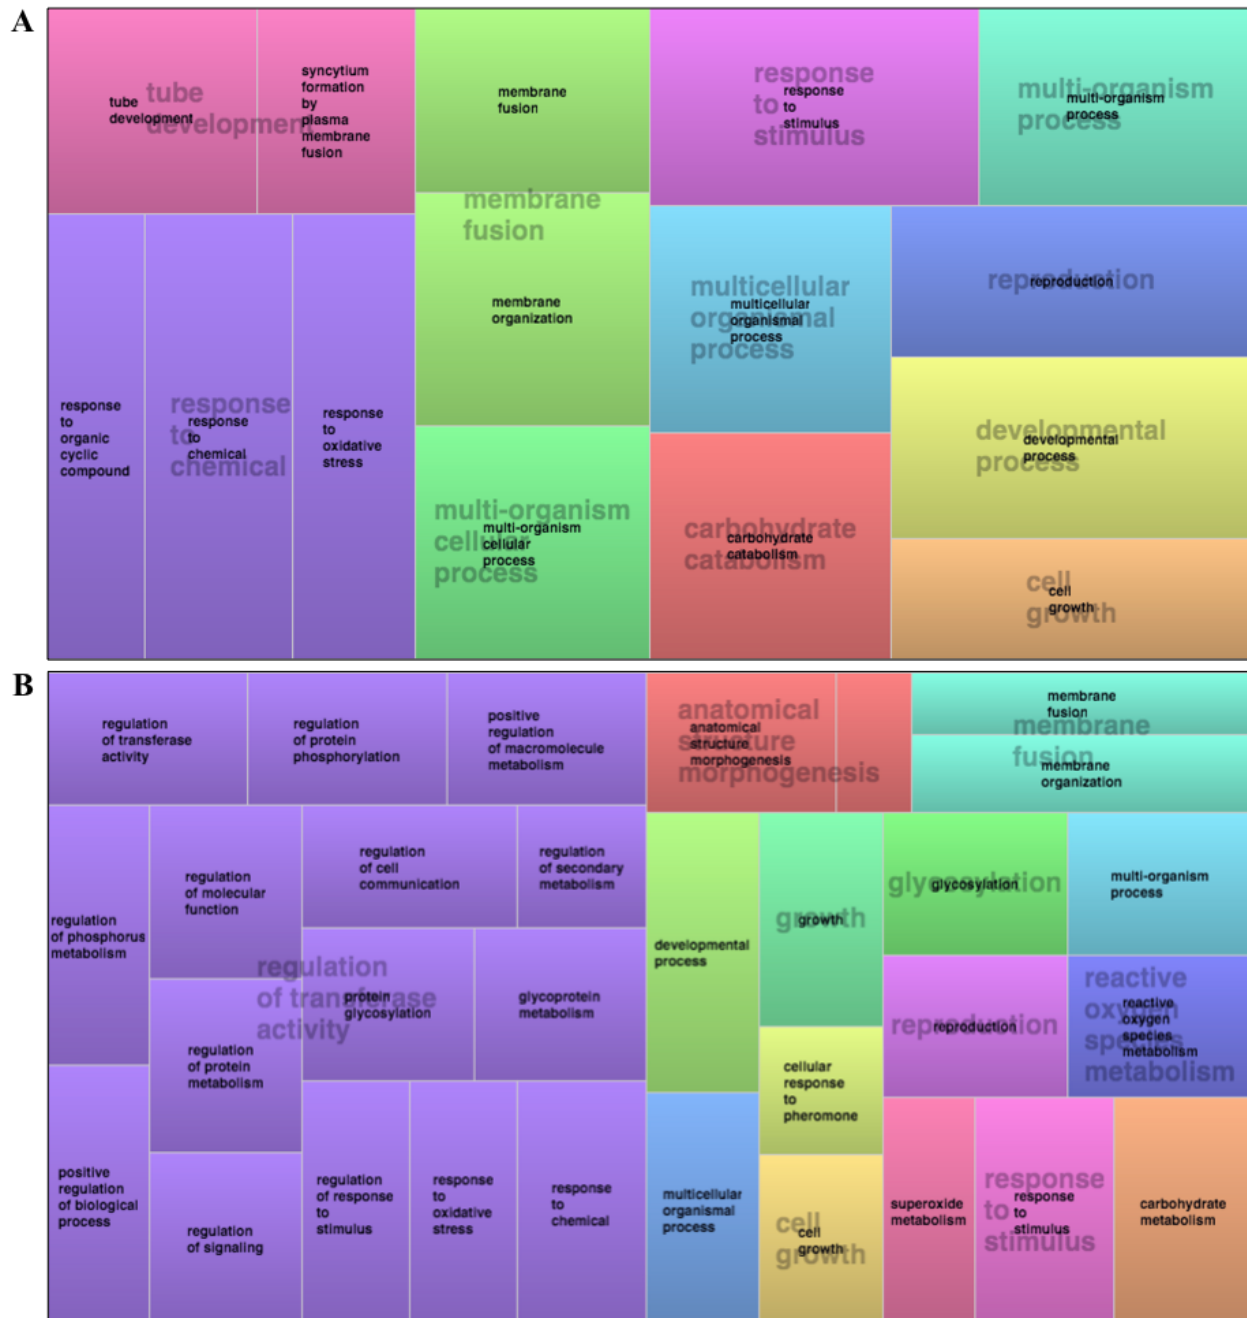 A
tube
development
tube
development
syncytium
formation
by
plasma
membrane
fusion
membrane
fusion
membrane
fusion
membrane
organization
response
to
stimulus
response
to
stimulus
multi-organism
process
multi-organism
process
response
to
organic
cyclic
compound
response
to
chemical
response
to
chemical
response
to
oxidative
stress
multi-organism
cellular
process
multi-organism
cellular
process
multicellular
organismal
process
multicellular
organismal
process
reproduction
reproduction
developmental
process
developmental
process
carbohydrate
catabolism
carbohydrate
catabolism
cell
growth
cell
growth
B
regulation
of transferase
activity
regulation
of protein
phosphorylation
positive
regulation
of macromolecule
metabolism
regulation
of phosphorus
metabolism
regulation
of molecular
function
regulation
of cell
communication
regulation
of secondary
metabolism
regulation
of transferase
activity
protein
glycosylation
glycoprotein
metabolism
regulation
of protein
metabolism
positive
regulation
of biological
process
regulation
of signaling
regulation
of response
to
stimulus
response
to
oxidative
stress
response
to
chemical
anatomical
structure
morphogenesis
anatomical
structure
morphogenesis
membrane
fusion
membrane
fusion
membrane
organization
developmental
process
growth
growth
glycosylation
glycosylation
multi-organism
process
reproduction
reproduction
reactive
oxygen
species
metabolism
reactive
oxygen
species
metabolism
cellular
response
to
pheromone
multicellular
organismal
process
cell
growth
cell
growth
superoxide
metabolism
response
to
stimulus
response
to
stimulus
carbohydrate
metabolism